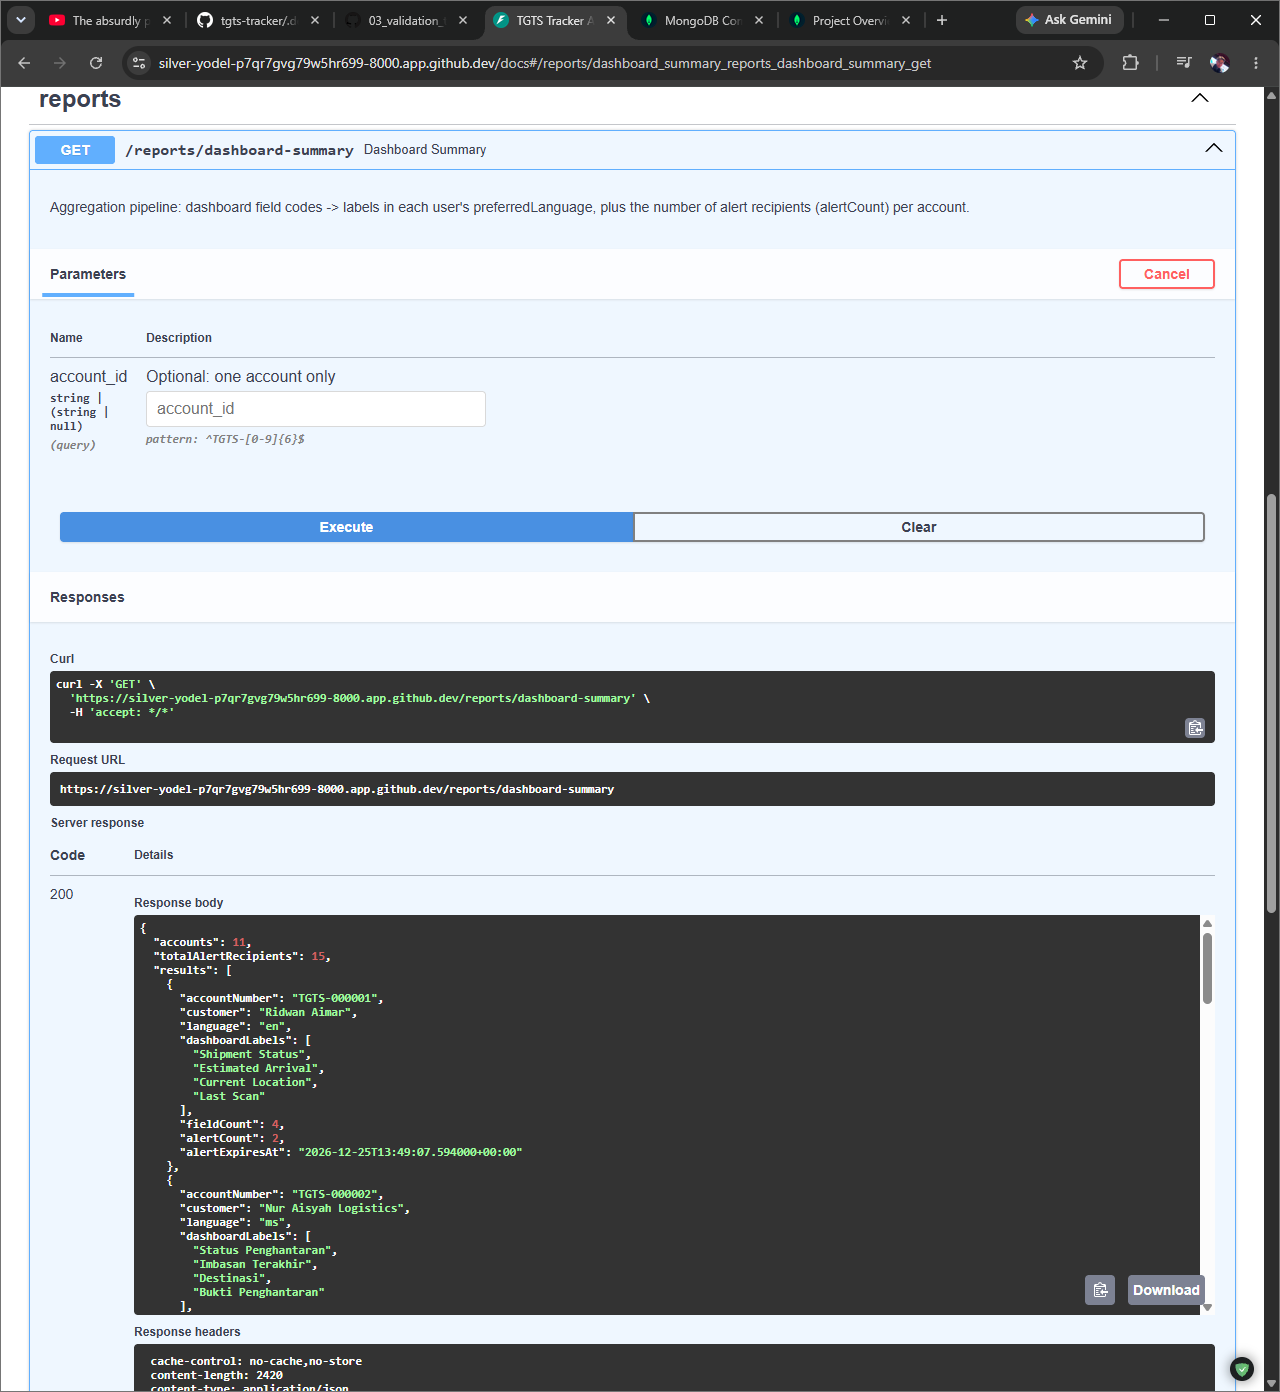 The absurdly p
tgts-tracker/.d
03_validation_
TGTS Tracker A
MongoDB Con
Project Overvi
Ask Gemini
silver-yodel-p7qr7gvg79w5hr699-8000.app.github.dev/docs#/reports/dashboard_summary_reports_dashboard_summary_get
reports
GET /reports/dashboard-summary Dashboard Summary
Aggregation pipeline: dashboard field codes -> labels in each user's preferredLanguage, plus the number of alert recipients (alertCount) per account.
Parameters
Cancel
Name Description
account_id Optional: one account only
string |
(string |
null)
(query)
account_id
pattern: ^TGTS-[0-9]{6}$
Execute
Clear
Responses
Curl
curl -X 'GET' \
'https://silver-yodel-p7qr7gvg79w5hr699-8000.app.github.dev/reports/dashboard-summary' \
-H 'accept: */*'
Request URL
https://silver-yodel-p7qr7gvg79w5hr699-8000.app.github.dev/reports/dashboard-summary
Server response
Code Details
200
Response body
{
"accounts": 11,
"totalAlertRecipients": 15,
"results": [
{
"accountNumber": "TGTS-000001",
"customer": "Ridwan Aimar",
"language": "en",
"dashboardLabels": [
"Shipment Status",
"Estimated Arrival",
"Current Location",
"Last Scan"
],
"fieldCount": 4,
"alertCount": 2,
"alertExpiresAt": "2026-12-25T13:49:07.594000+00:00"
},
{
"accountNumber": "TGTS-000002",
"customer": "Nur Aisyah Logistics",
"language": "ms",
"dashboardLabels": [
"Status Penghantaran",
"Imbasan Terakhir",
"Destinasi",
"Bukti Penghantaran"
],
Download
Response headers
cache-control: no-cache,no-store
content-length: 2420
content-type: application/json